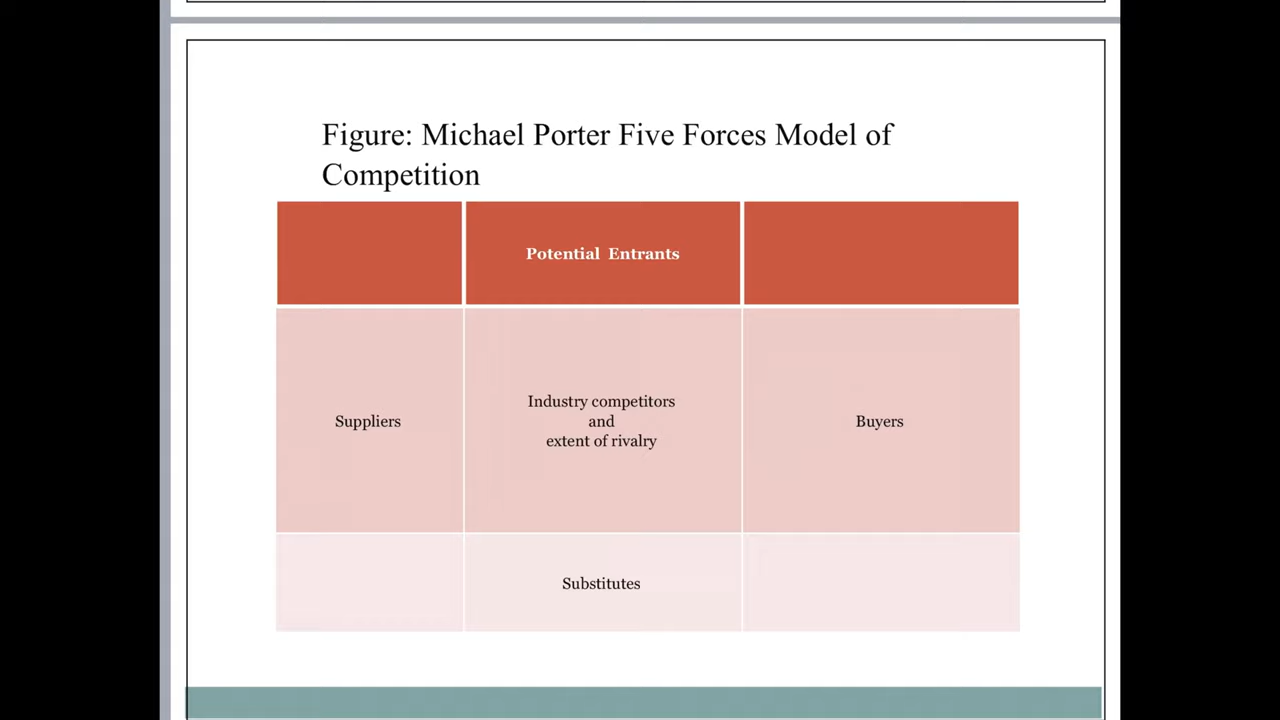 Figure: Michael Porter Five Forces Model of
Competition
Potential Entrants
Suppliers
Industry competitors
and
extent of rivalry
Buyers
Substitutes